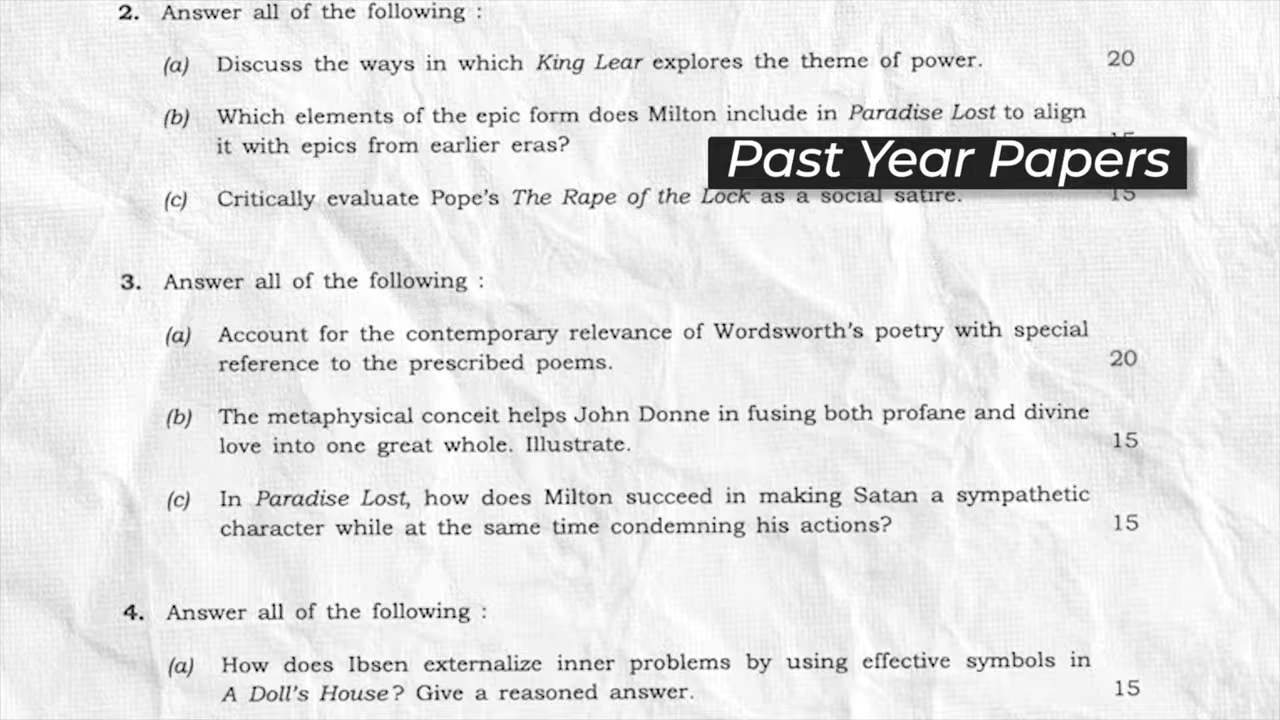 2. Answer all of the following :
(a) Discuss the ways in which King Lear explores the theme of power. 20
(b) Which elements of the epic form does Milton include in Paradise Lost to align
it with epics from earlier eras? 15
Past Year Papers
(c) Critically evaluate Pope's The Rape of the Lock as a social satire. 15
3. Answer all of the following :
(a) Account for the contemporary relevance of Wordsworth's poetry with special
reference to the prescribed poems. 20
(b) The metaphysical conceit helps John Donne in fusing both profane and divine
love into one great whole. Illustrate. 15
(c) In Paradise Lost, how does Milton succeed in making Satan a sympathetic
character while at the same time condemning his actions? 15
4. Answer all of the following :
(a) How does Ibsen externalize inner problems by using effective symbols in
A Doll's House? Give a reasoned answer. 15